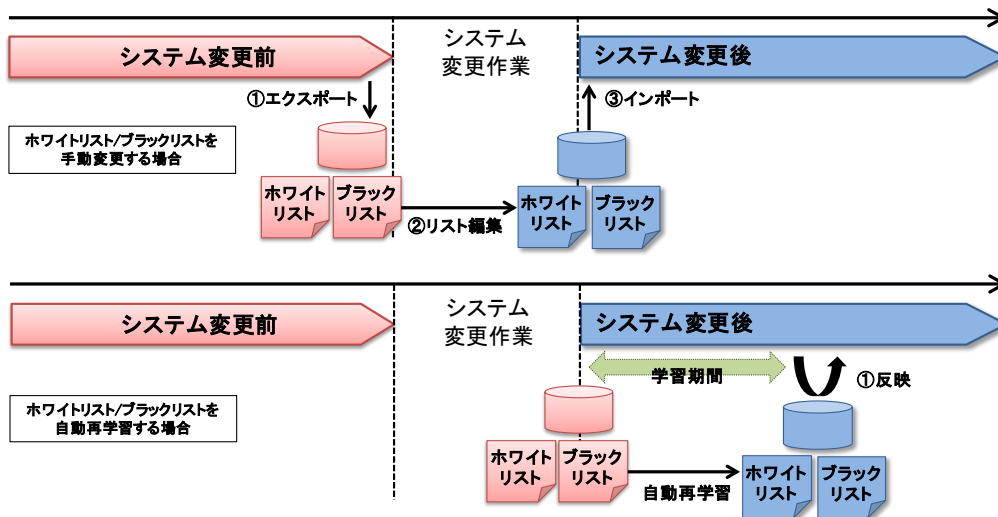 システム変更前
システム
変更作業
システム変更後
①エクスポート
③インポート
ホワイトリスト/ブラックリストを
手動変更する場合
ホワイト
リスト
ブラック
リスト
②リスト編集
ホワイト
リスト
ブラック
リスト
システム変更前
システム
変更作業
システム変更後
学習期間
①反映
ホワイトリスト/ブラックリストを
自動再学習する場合
ホワイト
リスト
ブラック
リスト
自動再学習
ホワイト
リスト
ブラック
リスト